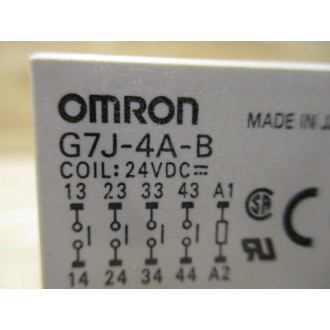 OMRON
G7J-4A-B
MADE IN
COIL:24VDC
13 23 33 43 A1
14 24 34 44 A2